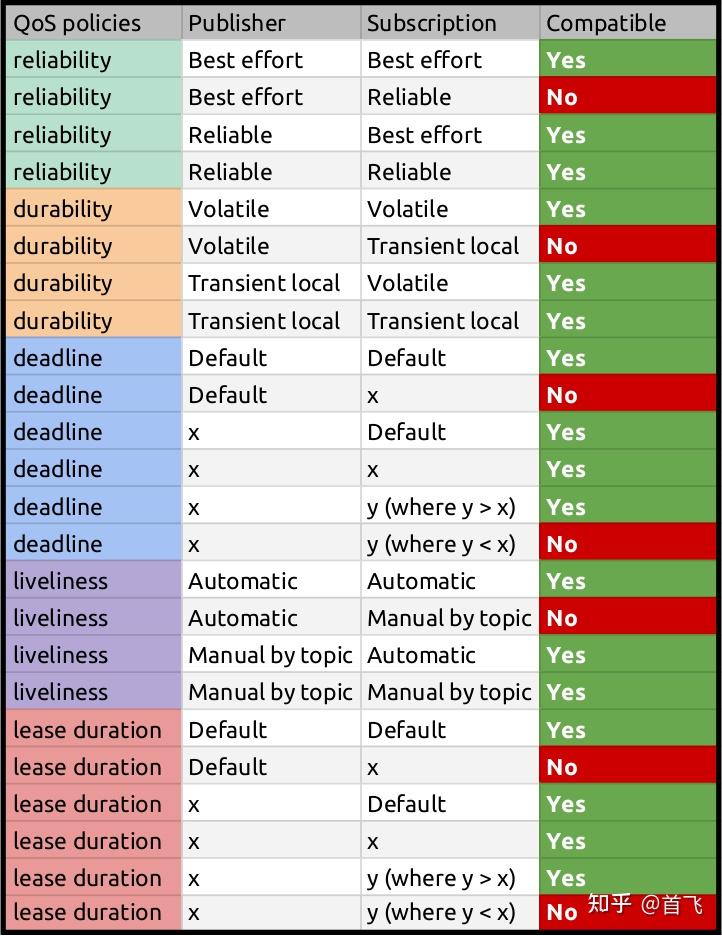 QoS policies Publisher Subscription Compatible
reliability Best effort Best effort Yes
reliability Best effort Reliable No
reliability Reliable Best effort Yes
reliability Reliable Reliable Yes
durability Volatile Volatile Yes
durability Volatile Transient local No
durability Transient local Volatile Yes
durability Transient local Transient local Yes
deadline Default Default Yes
deadline Default x No
deadline x Default Yes
deadline x x Yes
deadline x y (where y > x) Yes
deadline x y (where y < x) No
liveliness Automatic Automatic Yes
liveliness Automatic Manual by topic No
liveliness Manual by topic Automatic Yes
liveliness Manual by topic Manual by topic Yes
lease duration Default Default Yes
lease duration Default x No
lease duration x Default Yes
lease duration x x Yes
lease duration x y (where y > x) Yes
lease duration x y (where y < x) No
知乎 @首飞